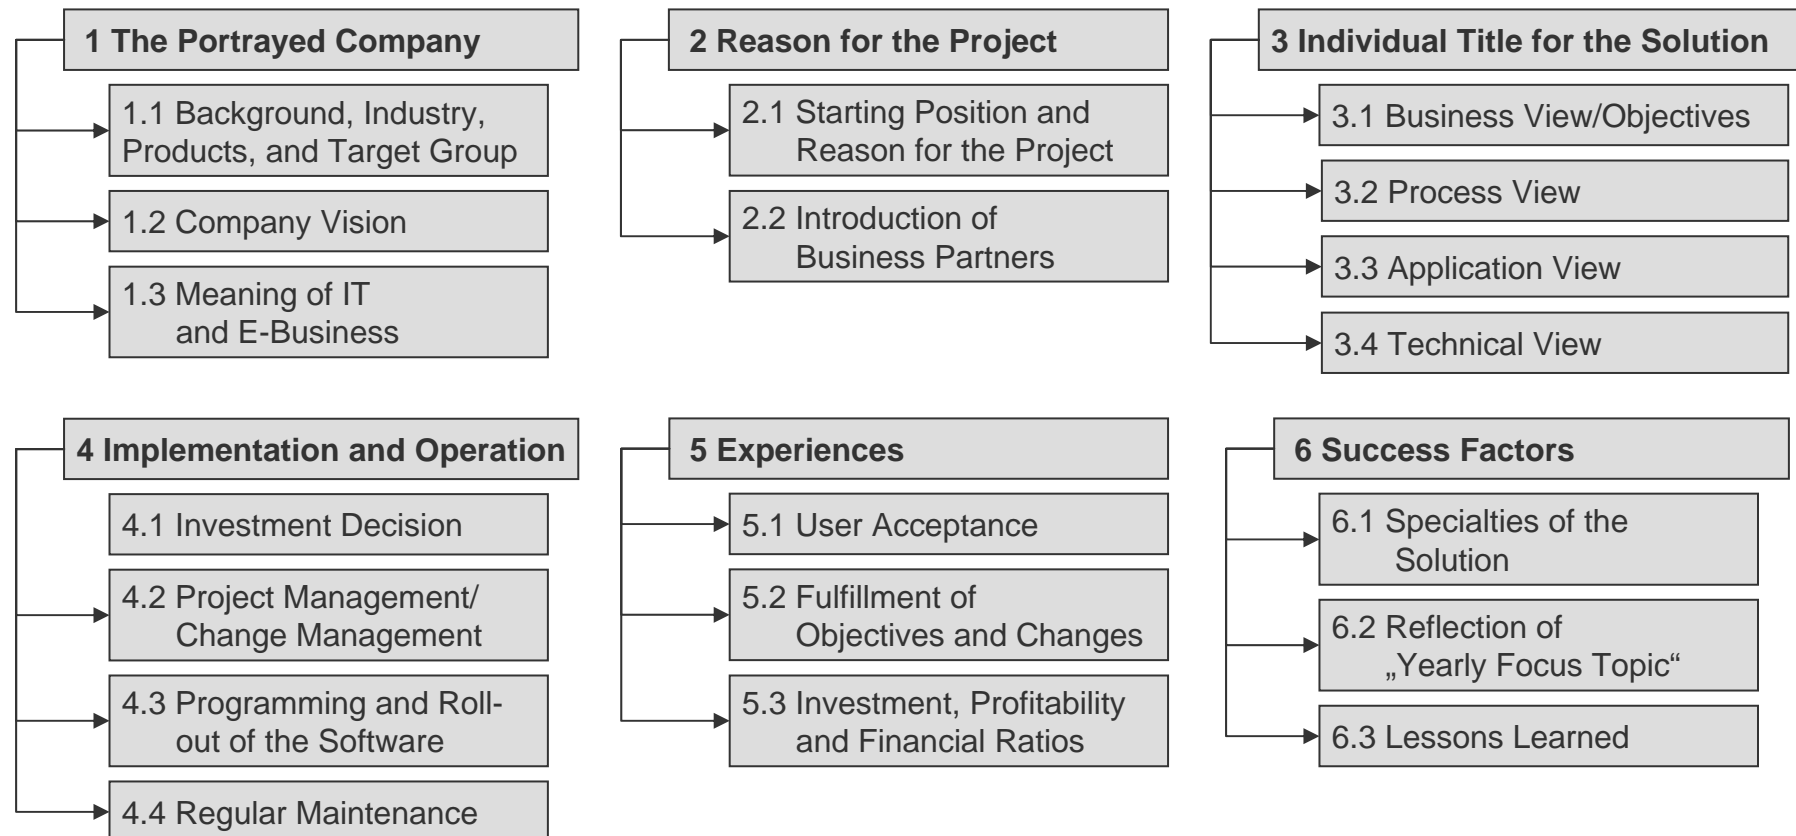 1 The Portrayed Company
1.1 Background, Industry,
Products, and Target Group
1.2 Company Vision
1.3 Meaning of IT
and E-Business
2 Reason for the Project
2.1 Starting Position and
Reason for the Project
2.2 Introduction of
Business Partners
3 Individual Title for the Solution
3.1 Business View/Objectives
3.2 Process View
3.3 Application View
3.4 Technical View
4 Implementation and Operation
4.1 Investment Decision
4.2 Project Management/
Change Management
4.3 Programming and Roll-
out of the Software
4.4 Regular Maintenance
5 Experiences
5.1 User Acceptance
5.2 Fulfillment of
Objectives and Changes
5.3 Investment, Profitability
and Financial Ratios
6 Success Factors
6.1 Specialties of the
Solution
6.2 Reflection of
„Yearly Focus Topic“
6.3 Lessons Learned